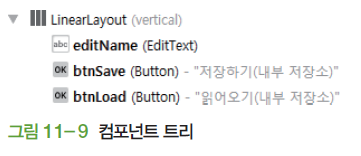 LinearLayout (vertical)
abc editName (EditText)
OK btnSave (Button) - "저장하기(내부 저장소)"
OK btnLoad (Button) - "읽어오기(내부 저장소)"
그림 11-9 컴포넌트 트리